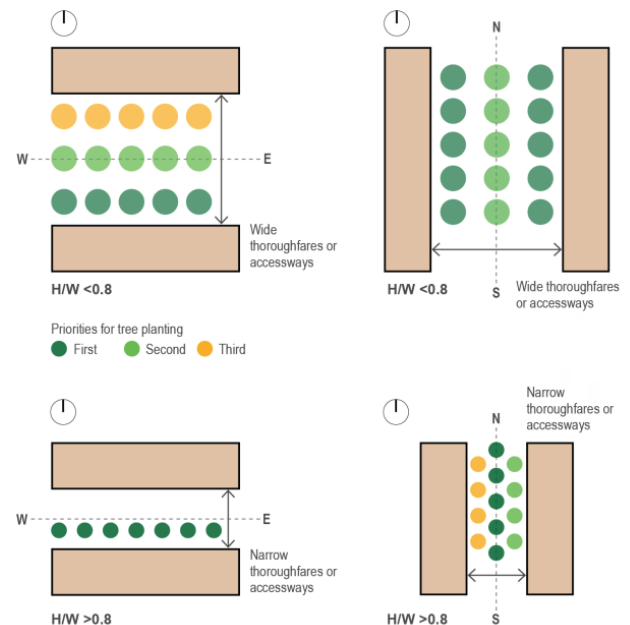 N
W
E
Wide
thoroughfares or
accessways
H/W <0.8
H/W <0.8
S
Wide thoroughfares
or accessways
Priorities for tree planting
First
Second
Third
Narrow
thoroughfares or
accessways
N
W
E
Narrow
thoroughfares or
accessways
H/W >0.8
H/W >0.8
S